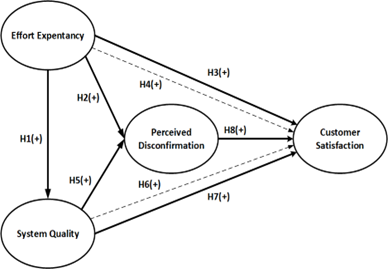 Effort Expentancy
H3(+)
H4(+)
H2(+)
H1(+)
Perceived
Disconfirmation
H8(+)
Customer
Satisfaction
H5(+)
H6(+)
H7(+)
System Quality